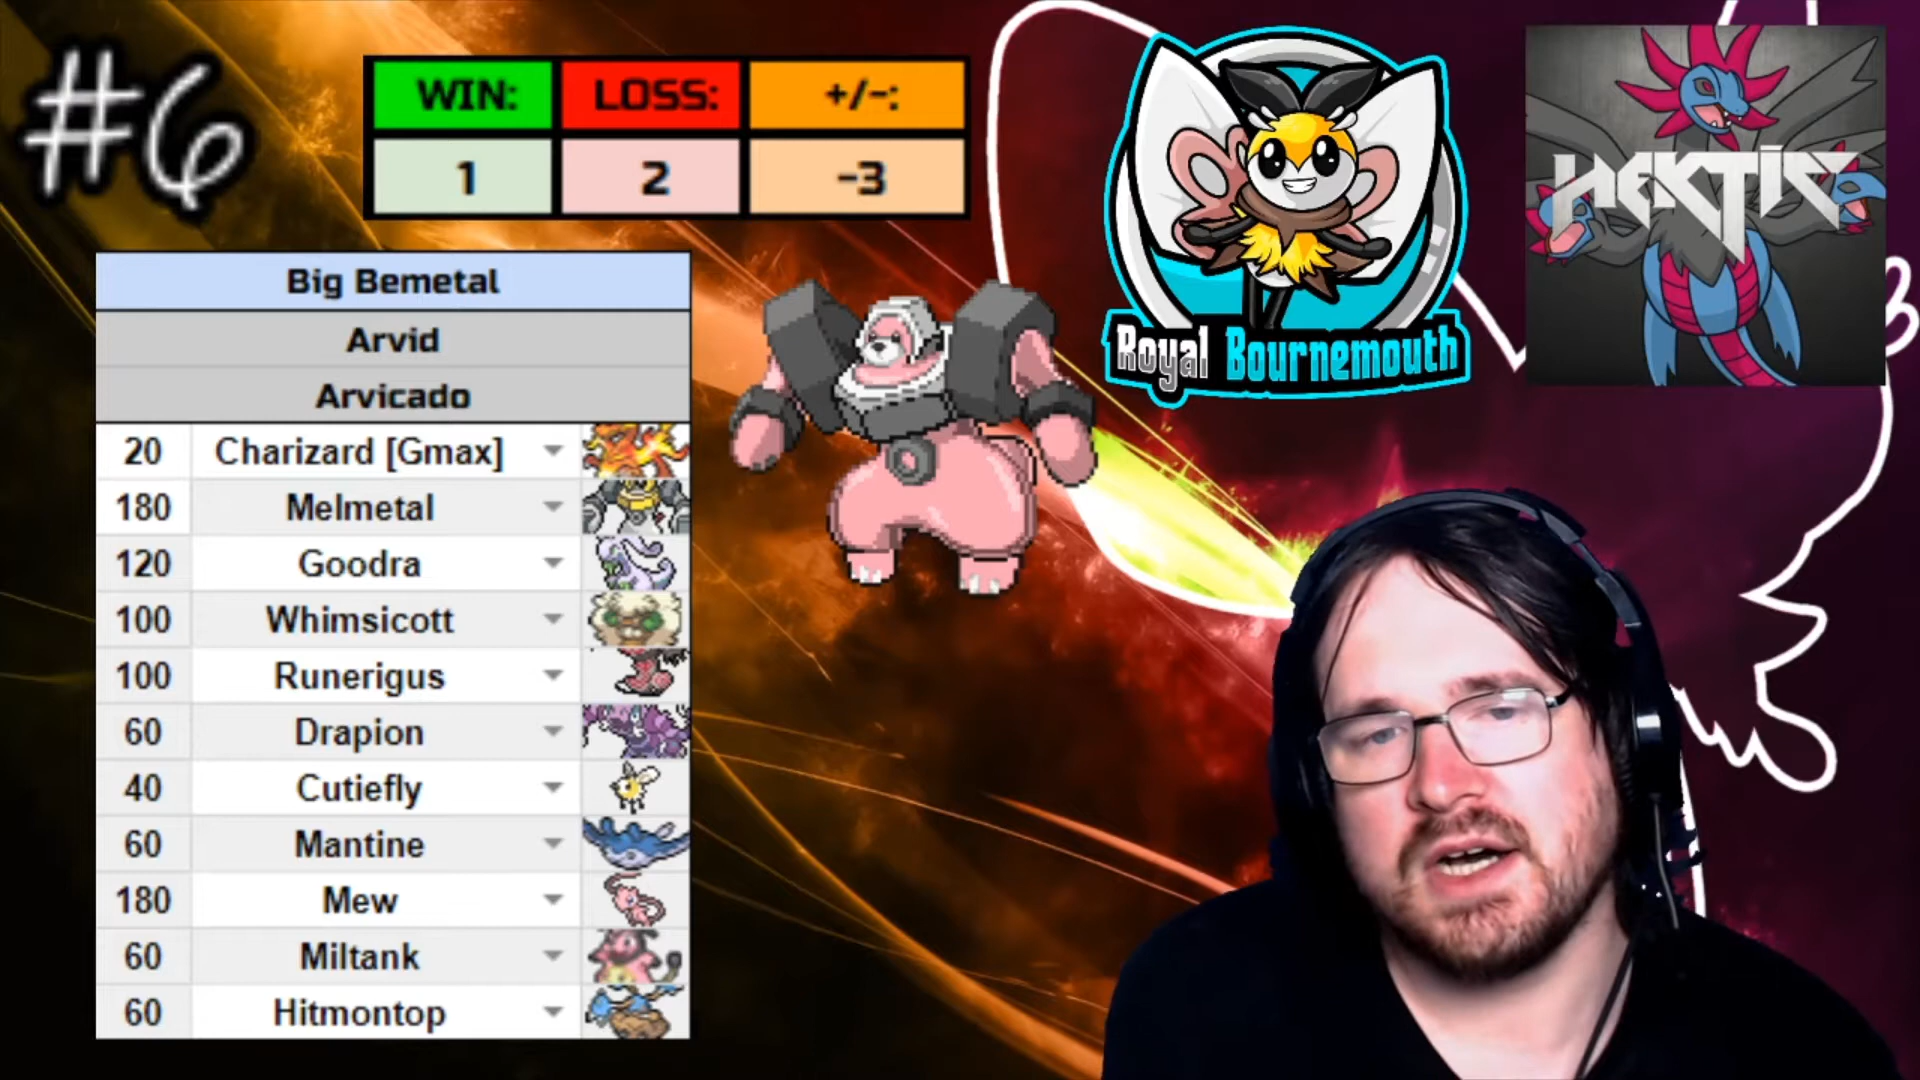 #6
WIN: LOSS: +/-:
1 2 -3
Royal Bournemouth
HEKTIC
Big Bemetal
Arvid
Arvicado
20 Charizard [Gmax]
180 Melmetal
120 Goodra
100 Whimsicott
100 Runerigus
60 Drapion
40 Cutiefly
60 Mantine
180 Mew
60 Miltank
60 Hitmontop